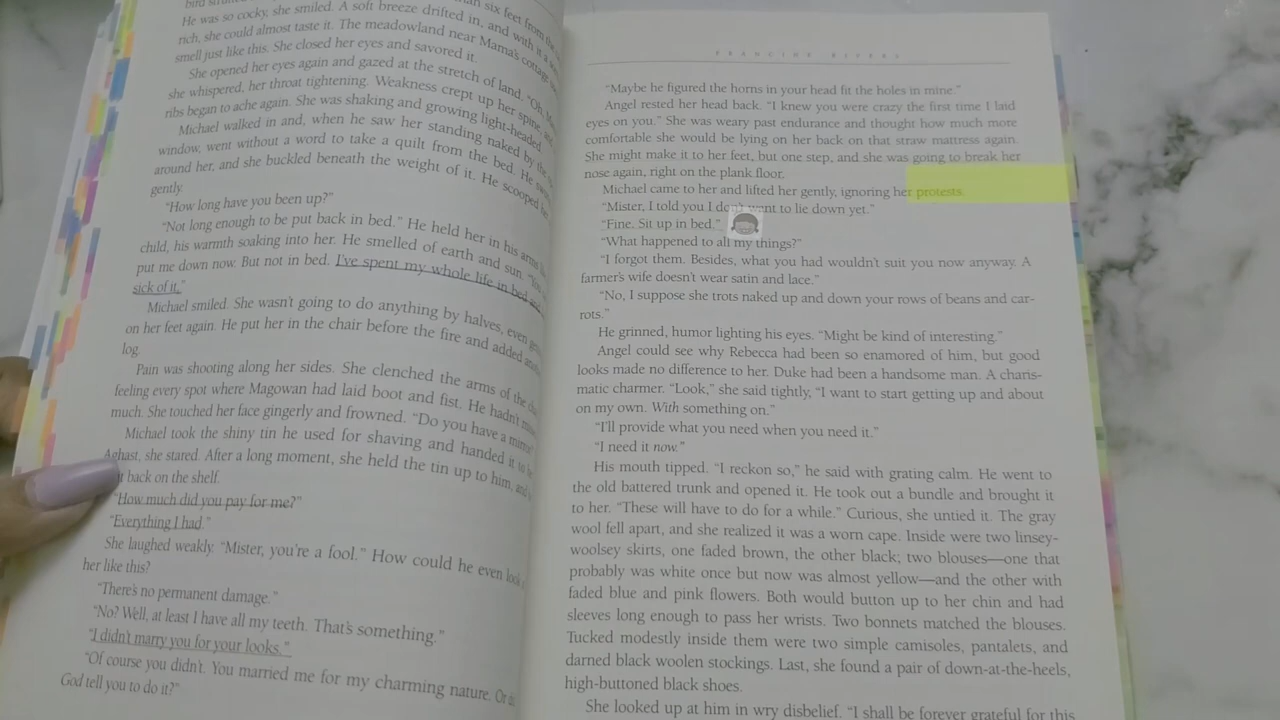 than six feet from the
He was so cocky, she smiled. A soft breeze drifted in, and with it a
rich, she could almost taste it. The meadowland near Mama's cottage
smell just like this. She closed her eyes and savored it.
She opened her eyes again and gazed at the stretch of land. “Oh,
she whispered, her throat tightening. Weakness crept up her spine, and
ribs began to ache again. She was shaking and growing light-headed.
Michael walked in and, when he saw her standing naked by the
window, went without a word to take a quilt from the bed. He
around her, and she buckled beneath the weight of it. He scooped her
gently.
“How long have you been up?”
“Not long enough to be put back in bed.” He held her in his arms
child, his warmth soaking into her. He smelled of earth and sun. “You
put me down now. But not in bed. I've spent my whole life in bed and
sick of it.”
Michael smiled. She wasn't going to do anything by halves, even
on her feet again. He put her in the chair before the fire and added another
log.
Pain was shooting along her sides. She clenched the arms of the
feeling every spot where Magowan had laid boot and fist. He hadn't
much. She touched her face gingerly and frowned. “Do you have a
Michael took the shiny tin he used for shaving and handed it to
Aghast, she stared. After a long moment, she held the tin up to him, and
it back on the shelf.
“How much did you pay for me?”
“Everything I had.”
She laughed weakly. “Mister, you're a fool.” How could he even look
her like this?
“There's no permanent damage.”
“No? Well, at least I have all my teeth. That's something.”
“I didn't marry you for your looks.”
“Of course you didn't. You married me for my charming nature. Or
God tell you to do it?”
FRANCINE RIVERS
“Maybe he figured the horns in your head fit the holes in mine.”
Angel rested her head back. “I knew you were crazy the first time I laid
eyes on you.” She was weary past endurance and thought how much more
comfortable she would be lying on her back on that straw mattress again.
She might make it to her feet, but one step, and she was going to break her
nose again, right on the plank floor.
Michael came to her and lifted her gently, ignoring her protests.
“Mister, I told you I don't want to lie down yet.”
“Fine. Sit up in bed.”
“What happened to all my things?”
“I forgot them. Besides, what you had wouldn't suit you now anyway. A
farmer's wife doesn't wear satin and lace.”
“No, I suppose she trots naked up and down your rows of beans and car-
rots.”
He grinned, humor lighting his eyes. “Might be kind of interesting.”
Angel could see why Rebecca had been so enamored of him, but good
looks made no difference to her. Duke had been a handsome man. A charis-
matic charmer. “Look,” she said tightly, “I want to start getting up and about
on my own. With something on.”
“I'll provide what you need when you need it.”
“I need it now.”
His mouth tipped. “I reckon so,” he said with grating calm. He went to
the old battered trunk and opened it. He took out a bundle and brought it
to her. “These will have to do for a while.” Curious, she untied it. The gray
wool fell apart, and she realized it was a worn cape. Inside were two linsey-
woolsey skirts, one faded brown, the other black; two blouses—one that
probably was white once but now was almost yellow—and the other with
faded blue and pink flowers. Both would button up to her chin and had
sleeves long enough to pass her wrists. Two bonnets matched the blouses.
Tucked modestly inside them were two simple camisoles, pantalets, and
darned black woolen stockings. Last, she found a pair of down-at-the-heels,
high-buttoned black shoes.
She looked up at him in wry disbelief. “I shall be forever grateful for this